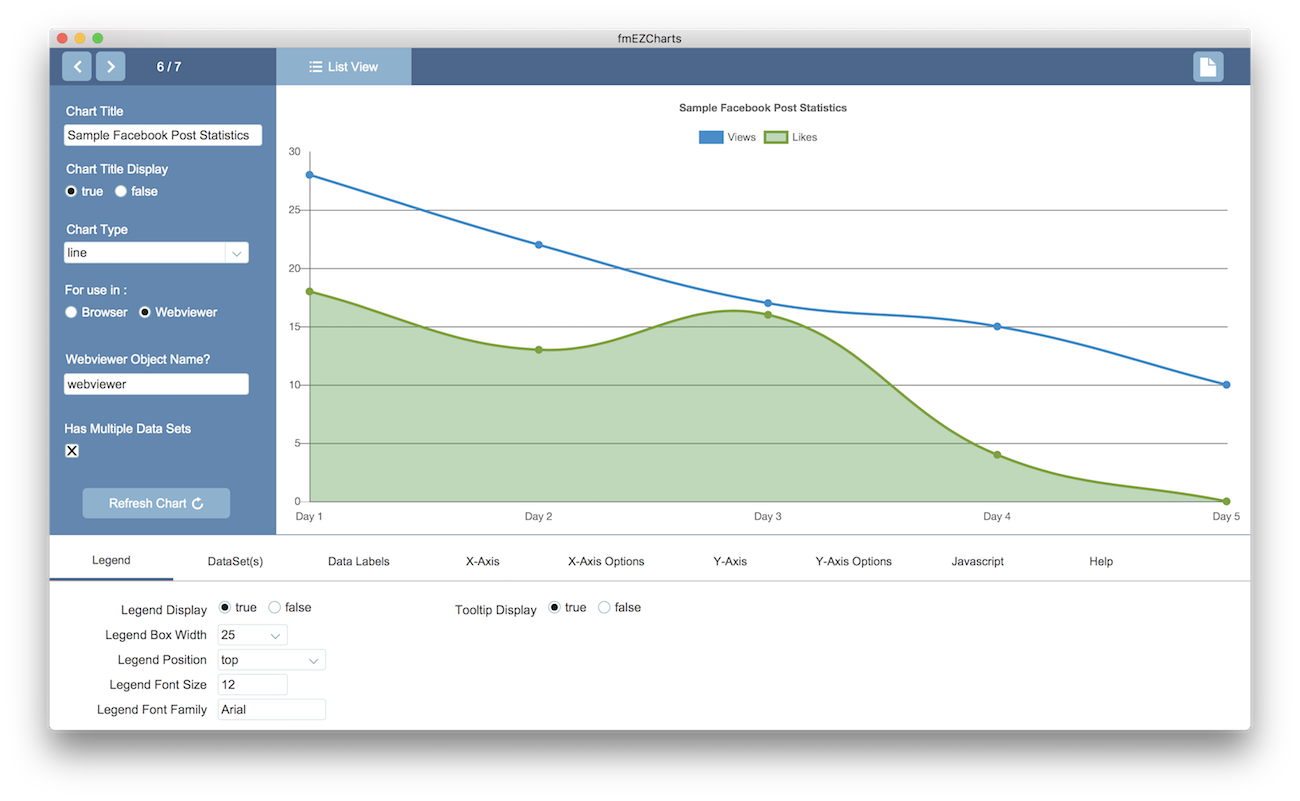 fmEZCharts
6 / 7
List View
Chart Title
Sample Facebook Post Statistics
Chart Title Display
true false
Chart Type
line
For use in :
Browser Webviewer
Webviewer Object Name?
webviewer
Has Multiple Data Sets
X
Refresh Chart
Sample Facebook Post Statistics
Views Likes
30
25
20
15
10
5
0
Day 1 Day 2 Day 3 Day 4 Day 5
Legend DataSet(s) Data Labels X-Axis X-Axis Options Y-Axis Y-Axis Options Javascript Help
Legend Display true false Tooltip Display true false
Legend Box Width 25
Legend Position top
Legend Font Size 12
Legend Font Family Arial